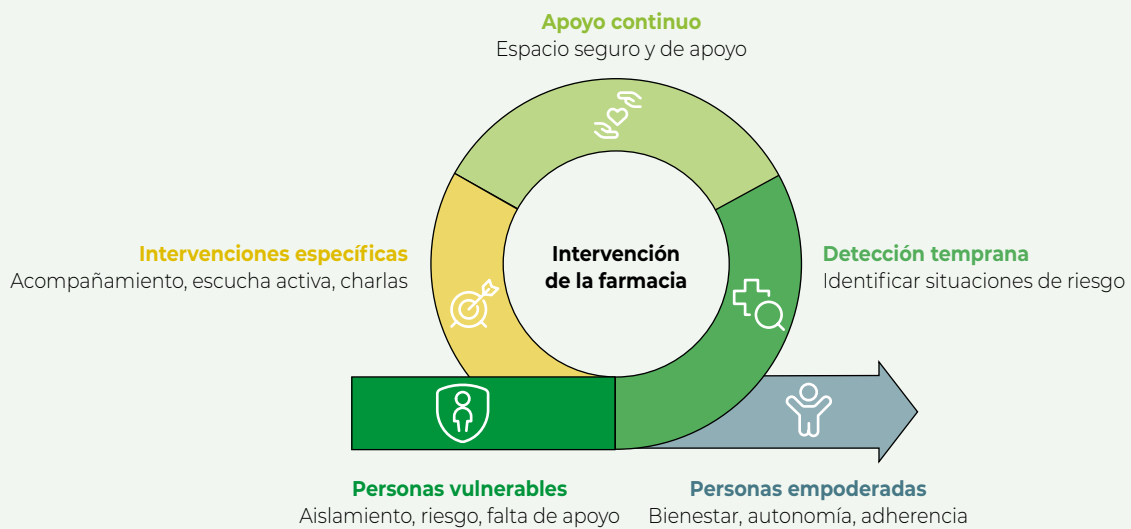 Apoyo continuo
Espacio seguro y de apoyo
Intervenciones específicas
Acompañamiento, escucha activa, charlas
Intervención
de la farmacia
Detección temprana
Identificar situaciones de riesgo
Personas vulnerables
Aislamiento, riesgo, falta de apoyo
Personas empoderadas
Bienestar, autonomía, adherencia